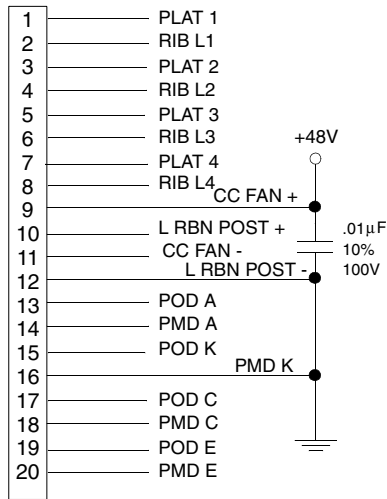 1 PLAT 1
2 RIB L1
3 PLAT 2
4 RIB L2
5 PLAT 3
6 RIB L3
+48V
7 PLAT 4
8 RIB L4
CC FAN +
9
10 L RBN POST +
.01µF
11 CC FAN -
10%
12 L RBN POST -
100V
13 POD A
14 PMD A
15 POD K
16 PMD K
17 POD C
18 PMD C
19 POD E
20 PMD E